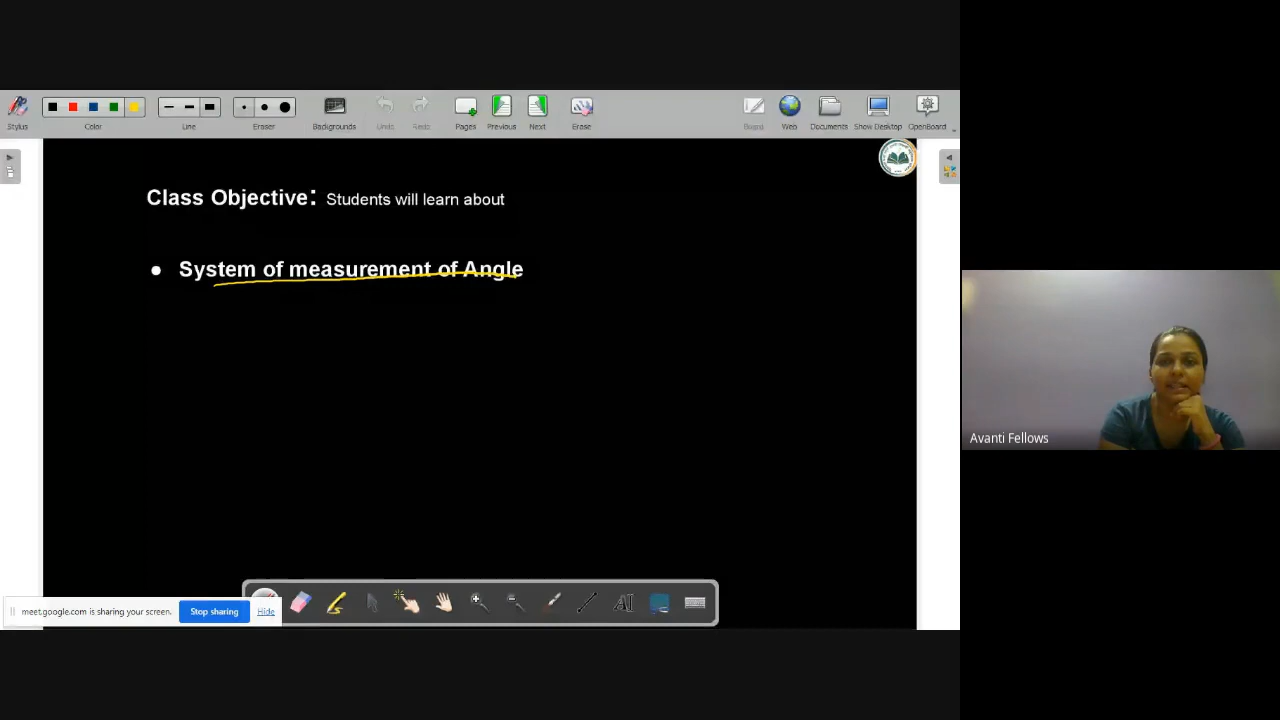 Stylus
Color
Line
Eraser
Backgrounds
Undo
Redo
Pages
Previous
Next
Erase
Board
Web
Documents
Show Desktop
OpenBoard
Class Objective: Students will learn about
● System of measurement of Angle
Avanti Fellows
meet.google.com is sharing your screen.
Stop sharing
Hide
AI